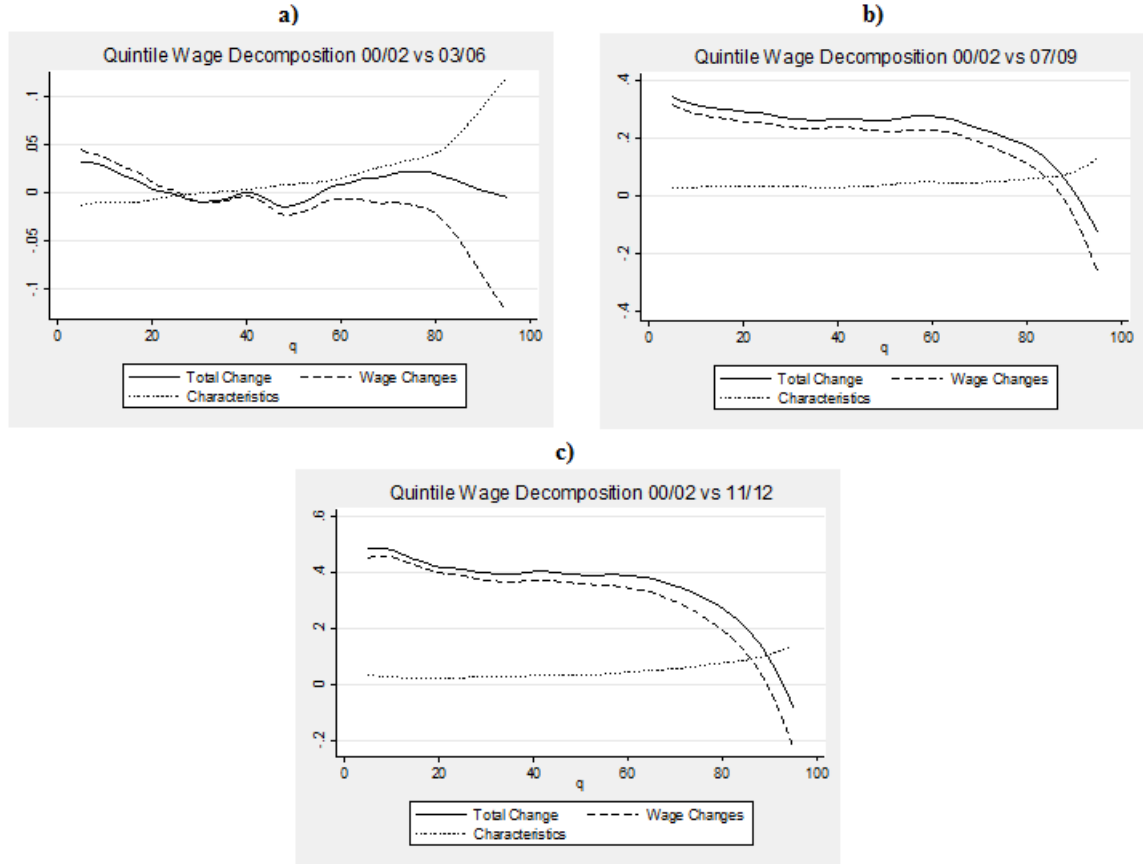 a)
Quintile Wage Decomposition 00/02 vs 03/06
.1
.05
0
-.05
-.1
0 20 40 60 80 100
q
Total Change Wage Changes
Characteristics
b)
Quintile Wage Decomposition 00/02 vs 07/09
.4
.2
0
-.2
-.4
0 20 40 60 80 100
q
Total Change Wage Changes
Characteristics
c)
Quintile Wage Decomposition 00/02 vs 11/12
.6
.4
.2
0
-.2
0 20 40 60 80 100
q
Total Change Wage Changes
Characteristics